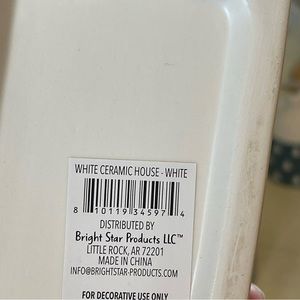 WHITE CERAMIC HOUSE - WHITE
8 10119 34597 4
DISTRIBUTED BY
Bright Star Products LLC™
LITTLE ROCK, AR 72201
MADE IN CHINA
INFO@BRIGHTSTAR-PRODUCTS.COM
FOR DECORATIVE USE ONLY